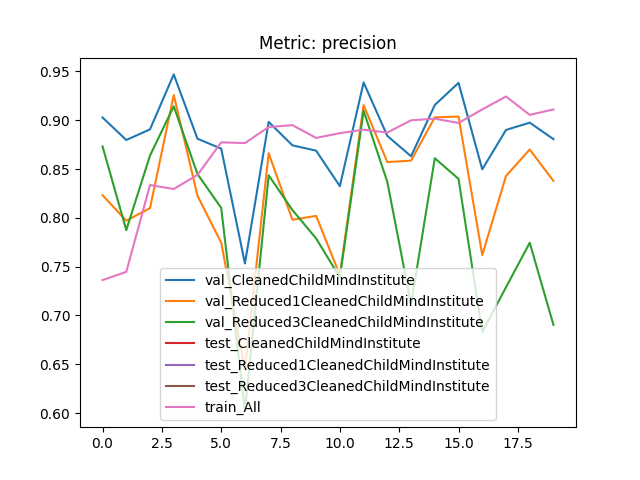 Metric: precision
0.95
0.90
0.85
0.80
0.75
0.70
0.65
0.60
val_CleanedChildMindInstitute
val_Reduced1CleanedChildMindInstitute
val_Reduced3CleanedChildMindInstitute
test_CleanedChildMindInstitute
test_Reduced1CleanedChildMindInstitute
test_Reduced3CleanedChildMindInstitute
train_All
0.0 2.5 5.0 7.5 10.0 12.5 15.0 17.5